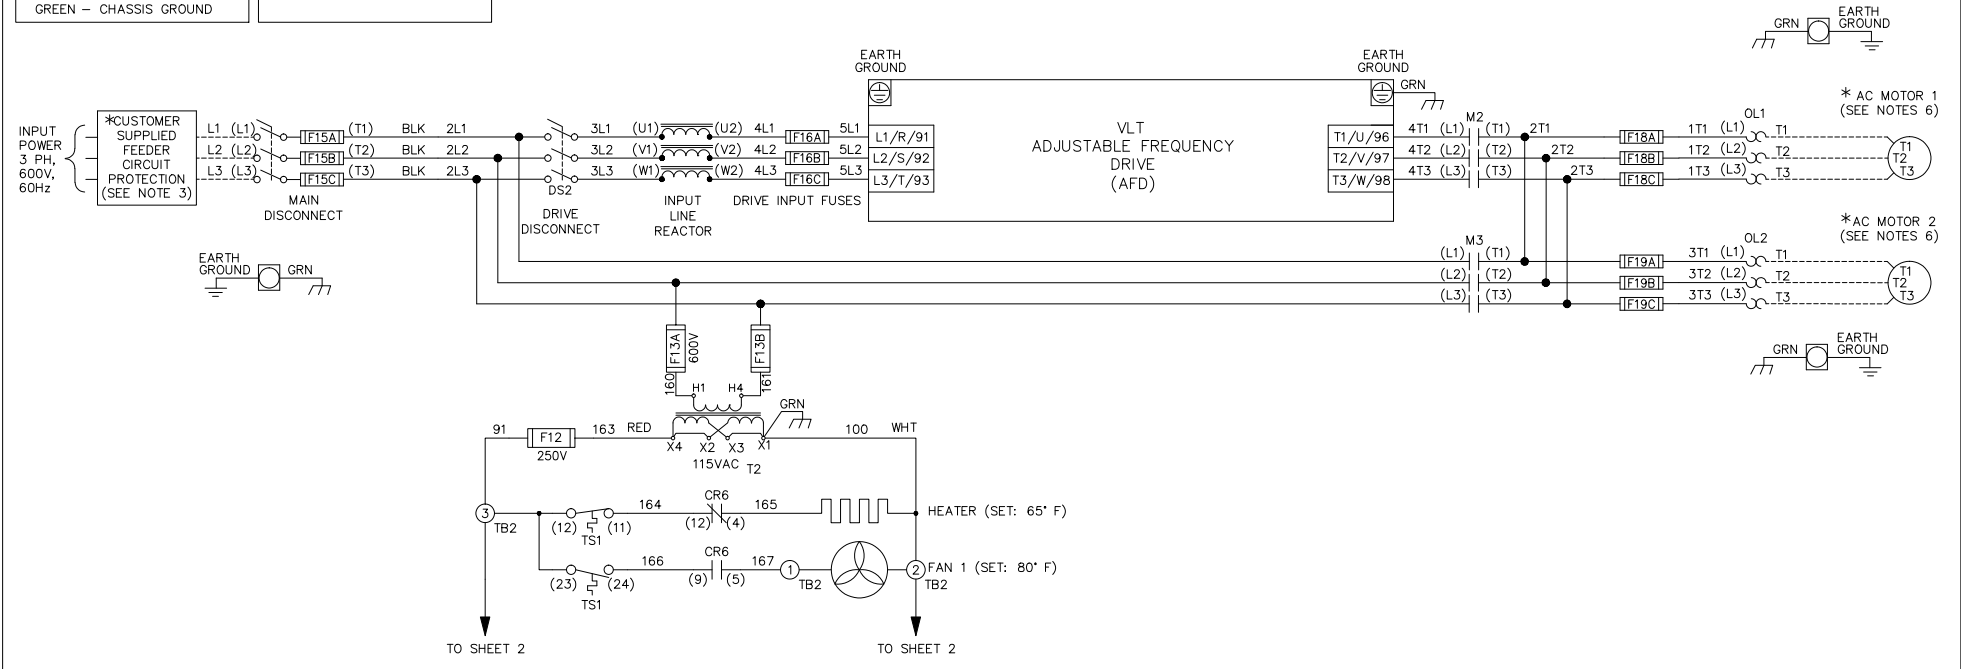 GREEN – CHASSIS GROUND
GRN
EARTH
GROUND
EARTH
GROUND
EARTH
GROUND
GRN
INPUT
POWER
3 PH,
600V,
60Hz
*CUSTOMER
SUPPLIED
FEEDER
CIRCUIT
PROTECTION
(SEE NOTE 3)
L1 (L1) F15A (T1) BLK 2L1
L2 (L2) F15B (T2) BLK 2L2
L3 (L3) F15C (T3) BLK 2L3
MAIN
DISCONNECT
DS2
DRIVE
DISCONNECT
3L1 (U1) (U2) 4L1 F16A 5L1
3L2 (V1) (V2) 4L2 F16B 5L2
3L3 (W1) (W2) 4L3 F16C 5L3
INPUT
LINE
REACTOR
DRIVE INPUT FUSES
L1/R/91
L2/S/92
L3/T/93
VLT
ADJUSTABLE FREQUENCY
DRIVE
(AFD)
T1/U/96
T2/V/97
T3/W/98
M2
4T1 (L1) (T1) 2T1
4T2 (L2) (T2) 2T2
4T3 (L3) (T3) 2T3
OL1
F18A 1T1 (L1) T1
F18B 1T2 (L2) T2
F18C 1T3 (L3) T3
* AC MOTOR 1
(SEE NOTES 6)
T1
T2
T3
M3
(L1) (T1)
(L2) (T2)
(L3) (T3)
OL2
F19A 3T1 (L1) T1
F19B 3T2 (L2) T2
F19C 3T3 (L3) T3
*AC MOTOR 2
(SEE NOTES 6)
T1
T2
T3
EARTH
GROUND
GRN
GRN
EARTH
GROUND
F13A
600V
F13B
160
161
H1 H4
GRN
91 F12 163 RED
250V
X4 X2 X3 X1
115VAC T2
100 WHT
3
TB2
(12) (11)
TS1
164
CR6
(12) (4)
165
HEATER (SET: 65° F)
(23) (24)
TS1
166
CR6
(9) (5)
167
1
TB2
2
TB2
FAN 1 (SET: 80° F)
TO SHEET 2
TO SHEET 2